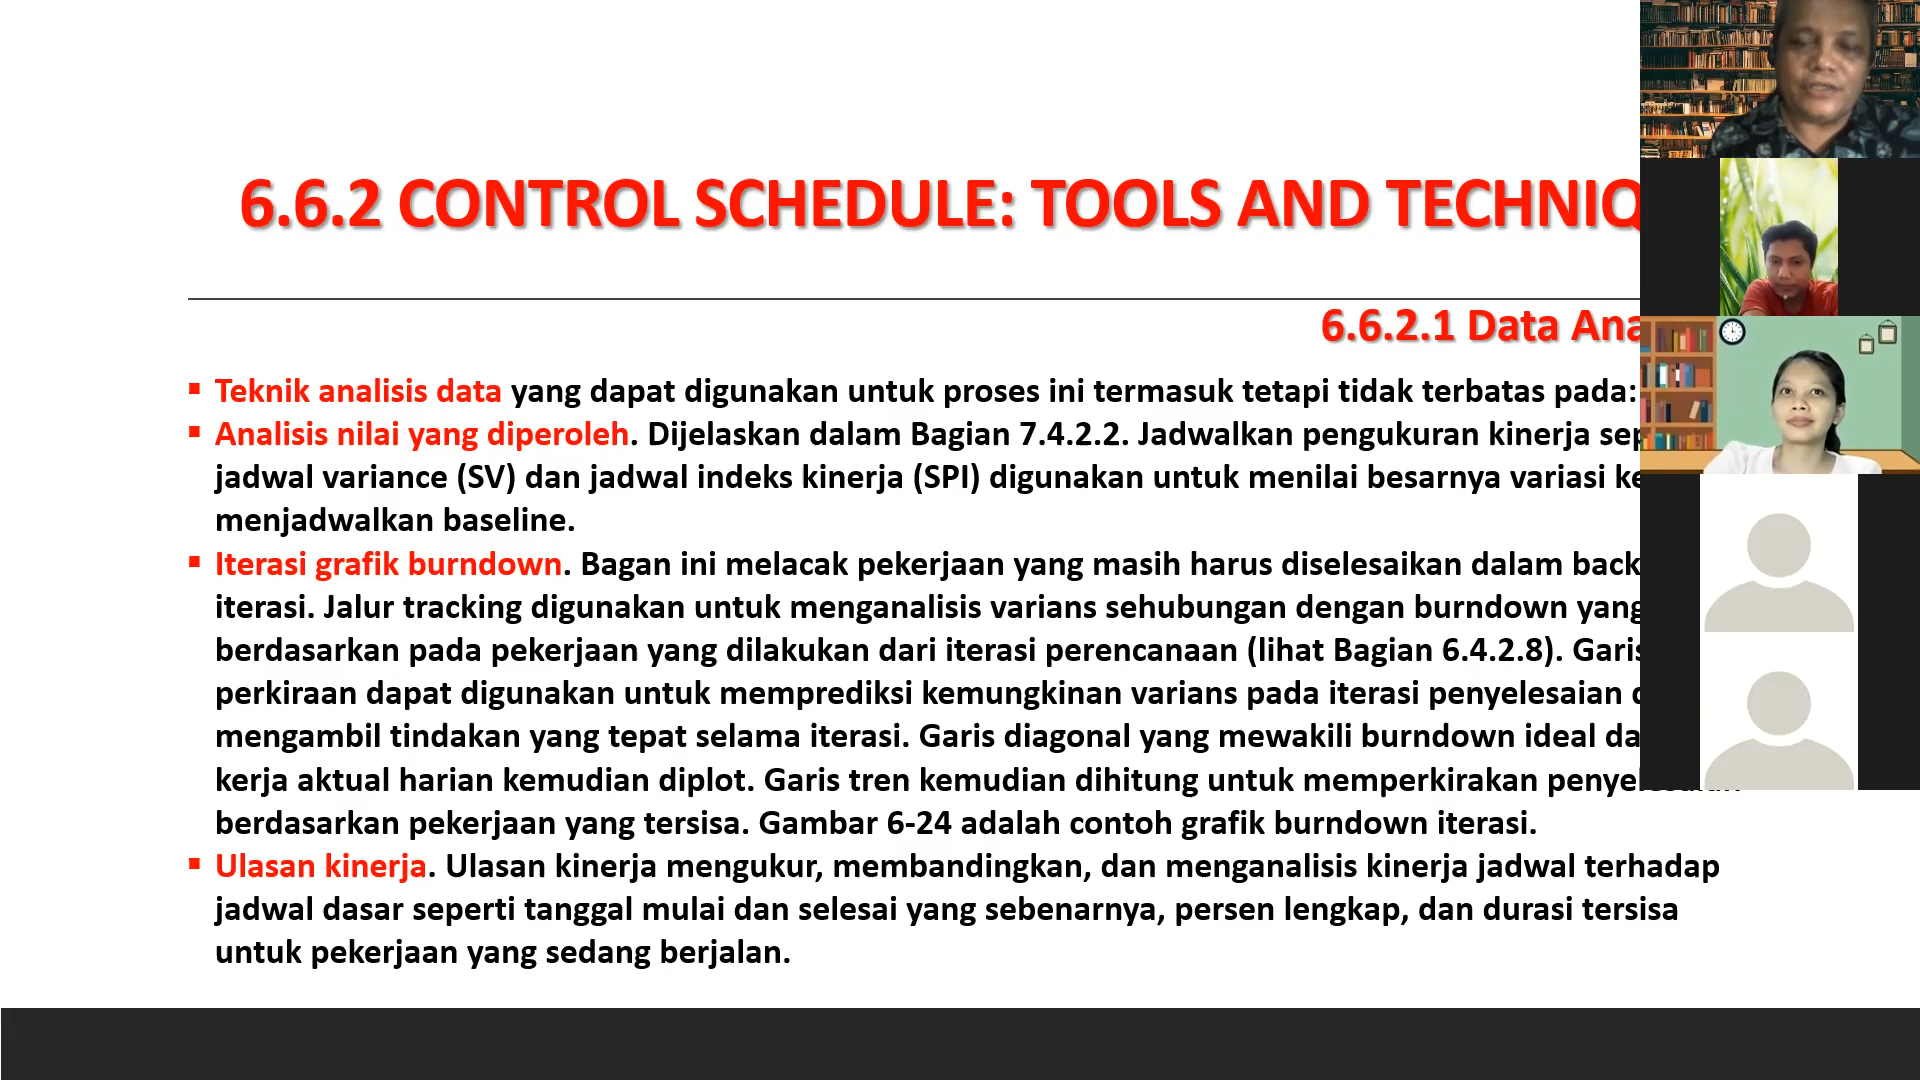 6.6.2 CONTROL SCHEDULE: TOOLS AND
6.6.2.1 Data
▪ Teknik analisis data yang dapat digunakan untuk proses ini termasuk tetapi tidak terbatas pada:
▪ Analisis nilai yang diperoleh. Dijelaskan dalam Bagian 7.4.2.2. Jadwalkan pengukuran kinerja
jadwal variance (SV) dan jadwal indeks kinerja (SPI) digunakan untuk menilai besarnya variasi
menjadwalkan baseline.
▪ Iterasi grafik burndown. Bagan ini melacak pekerjaan yang masih harus diselesaikan dalam
iterasi. Jalur tracking digunakan untuk menganalisis varians sehubungan dengan burndown yang
berdasarkan pada pekerjaan yang dilakukan dari iterasi perencanaan (lihat Bagian 6.4.2.8). Garis
perkiraan dapat digunakan untuk memprediksi kemungkinan varians pada iterasi penyelesaian
mengambil tindakan yang tepat selama iterasi. Garis diagonal yang mewakili burndown ideal
kerja aktual harian kemudian diplot. Garis tren kemudian dihitung untuk memperkirakan
berdasarkan pekerjaan yang tersisa. Gambar 6-24 adalah contoh grafik burndown iterasi.
▪ Ulasan kinerja. Ulasan kinerja mengukur, membandingkan, dan menganalisis kinerja jadwal terhadap
jadwal dasar seperti tanggal mulai dan selesai yang sebenarnya, persen lengkap, dan durasi tersisa
untuk pekerjaan yang sedang berjalan.